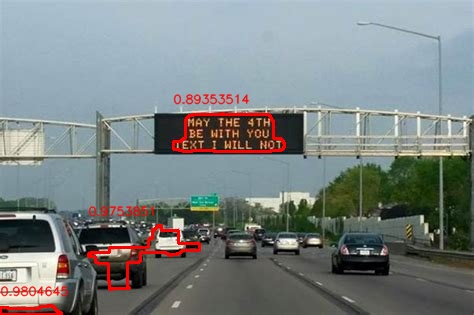 0.89353514
MAY THE 4TH
BE WITH YOU
TEXT I WILL NOT
0.9753851
0.9804645